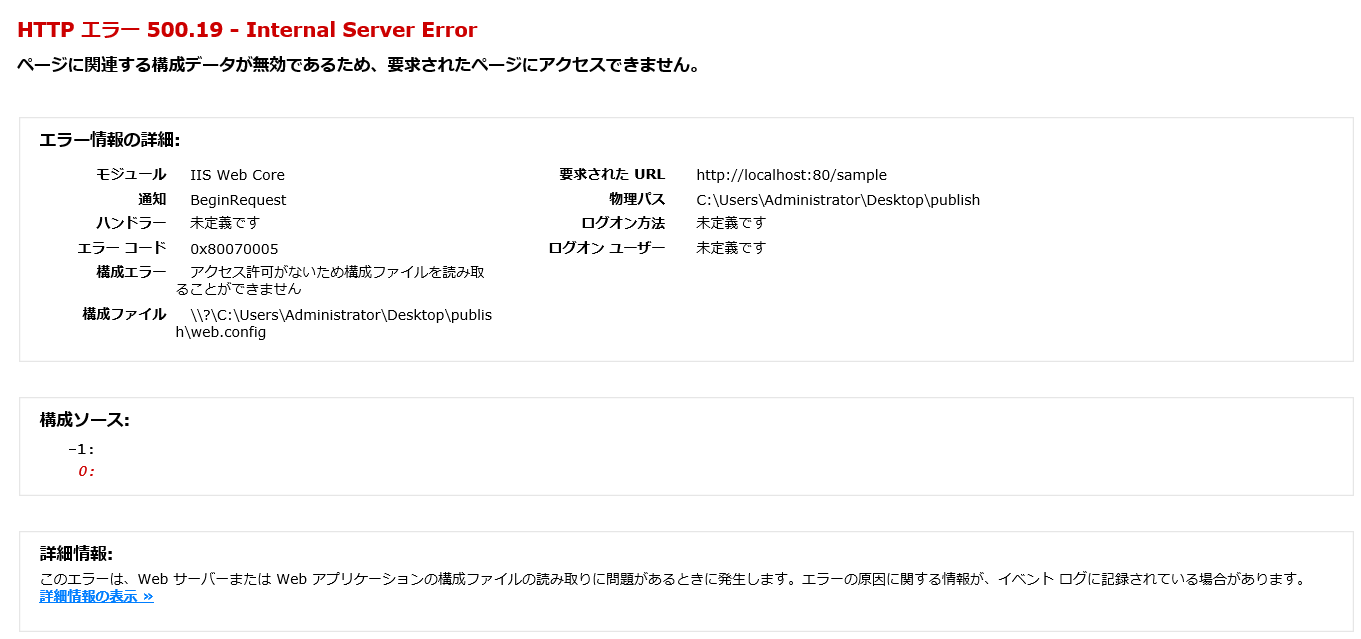 HTTP エラー 500.19 - Internal Server Error
ページに関連する構成データが無効であるため、要求されたページにアクセスできません。
エラー情報の詳細:
モジュール IIS Web Core
通知 BeginRequest
ハンドラー 未定義です
エラー コード 0x80070005
構成エラー アクセス許可がないため構成ファイルを読み取
ることができません
構成ファイル \\?\C:\Users\Administrator\Desktop\publis
h\web.config
要求された URL http://localhost:80/sample
物理パス C:\Users\Administrator\Desktop\publish
ログオン方法 未定義です
ログオン ユーザー 未定義です
構成ソース:
-1:
0:
詳細情報:
このエラーは、Web サーバーまたは Web アプリケーションの構成ファイルの読み取りに問題があるときに発生します。エラーの原因に関する情報が、イベント ログに記録されている場合があります。
詳細情報の表示 »